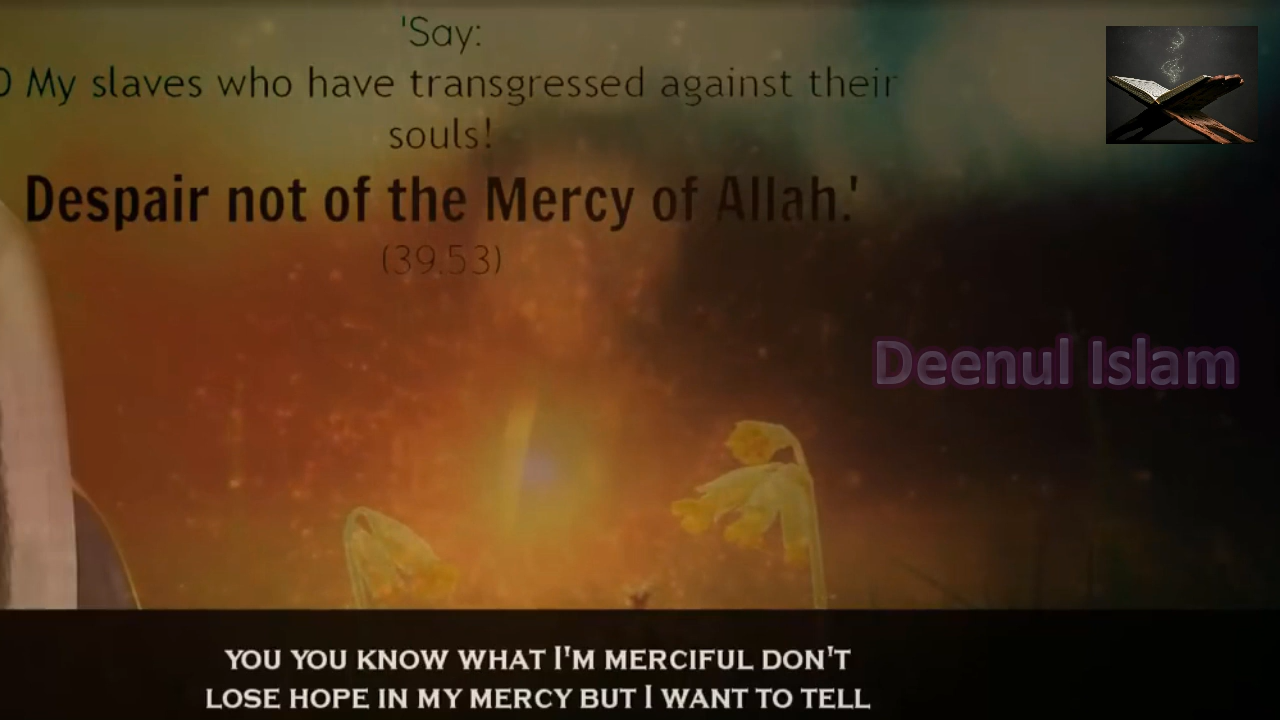 'Say:
O My slaves who have transgressed against their
souls!
Despair not of the Mercy of Allah.'
(39.53)
Deenul Islam
YOU YOU KNOW WHAT I'M MERCIFUL DON'T
LOSE HOPE IN MY MERCY BUT I WANT TO TELL